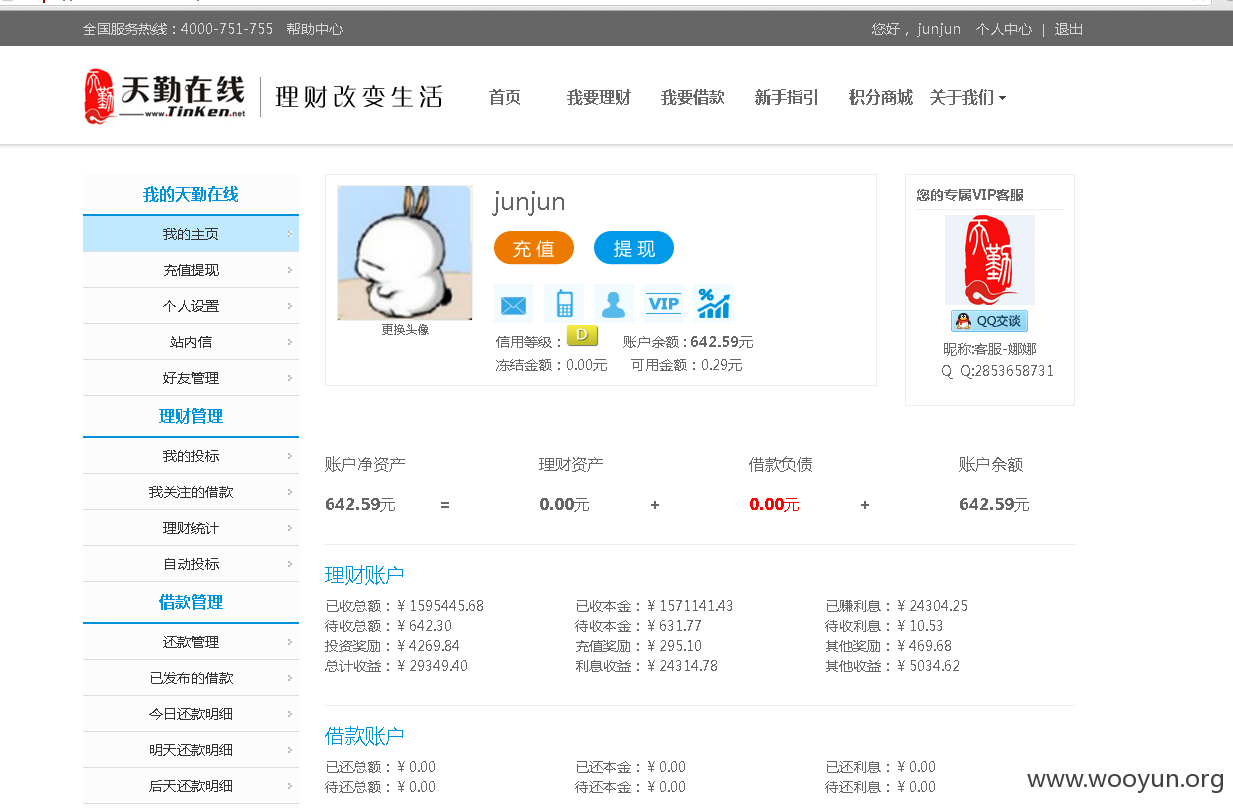 全国服务热线：4000-751-755 帮助中心 您好， junjun 个人中心 | 退出
天勤在线 www.TinKen.net 理财改变生活 首页 我要理财 我要借款 新手指引 积分商城 关于我们
我的天勤在线
我的主页
充值提现
个人设置
站内信
好友管理
理财管理
我的投标
我关注的借款
理财统计
自动投标
借款管理
还款管理
已发布的借款
今日还款明细
明天还款明细
后天还款明细
更换头像
junjun
充值 提现
VIP %
信用等级： D 账户余额：642.59元
冻结金额：0.00元 可用金额：0.29元
您的专属VIP客服
天勤
QQ交谈
昵称:客服-娜娜
Q Q:2853658731
账户净资产 理财资产 借款负债 账户余额
642.59元 = 0.00元 + 0.00元 + 642.59元
理财账户
已收总额：¥ 1595445.68 已收本金：¥ 1571141.43 已赚利息：¥ 24304.25
待收总额：¥ 642.30 待收本金：¥ 631.77 待收利息：¥ 10.53
投资奖励：¥ 4269.84 充值奖励：¥ 295.10 其他奖励：¥ 469.68
总计收益：¥ 29349.40 利息收益：¥ 24314.78 其他收益：¥ 5034.62
借款账户
已还总额：¥ 0.00 已还本金：¥ 0.00 已还利息：¥ 0.00
待还总额：¥ 0.00 待还本金：¥ 0.00 待还利息：¥ 0.00
www.wooyun.org